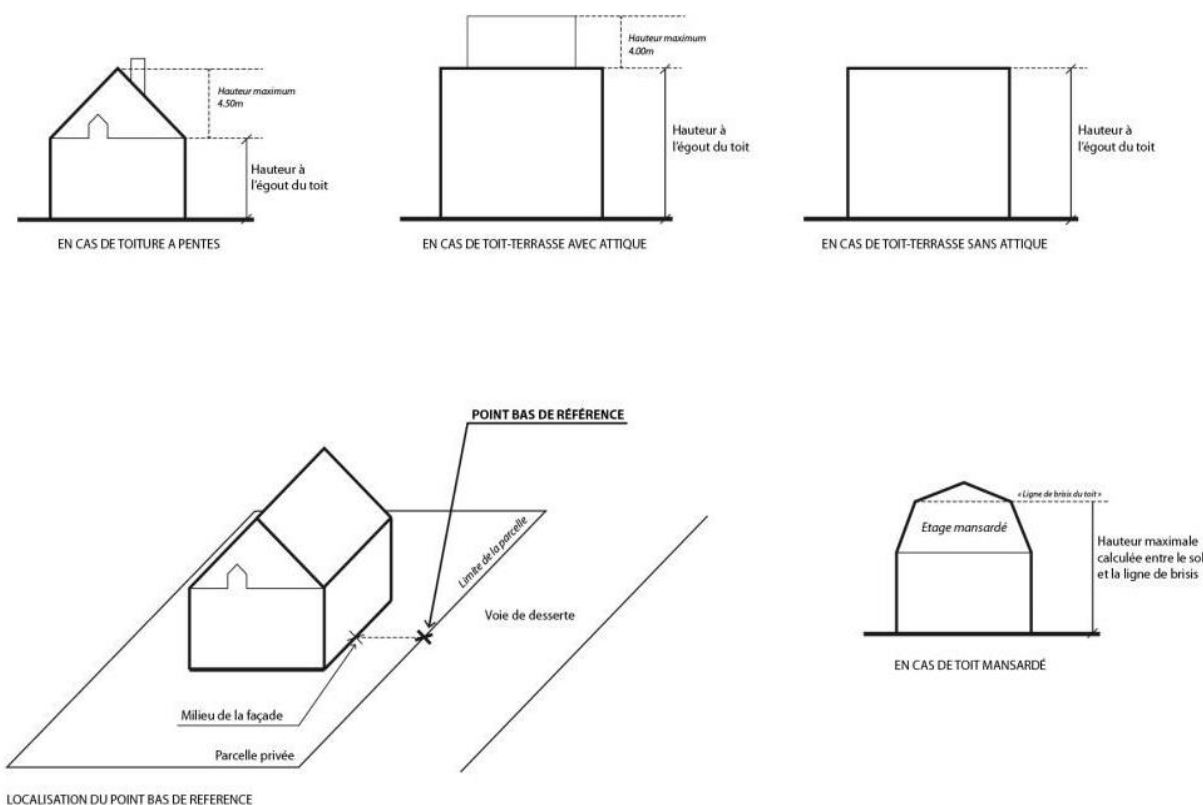 Hauteur maximum
4.50m
Hauteur à
l'égout du toit
EN CAS DE TOITURE A PENTES
Hauteur maximum
4.00m
Hauteur à
l'égout du toit
EN CAS DE TOIT-TERRASSE AVEC ATTIQUE
Hauteur à
l'égout du toit
EN CAS DE TOIT-TERRASSE SANS ATTIQUE
POINT BAS DE RÉFÉRENCE
Limite de la parcelle
Voie de desserte
Milieu de la façade
Parcelle privée
LOCALISATION DU POINT BAS DE REFERENCE
« Ligne de brisis du toit »
Etage mansardé
Hauteur maximale
calculée entre le sol
et la ligne de brisis
EN CAS DE TOIT MANSARDÉ